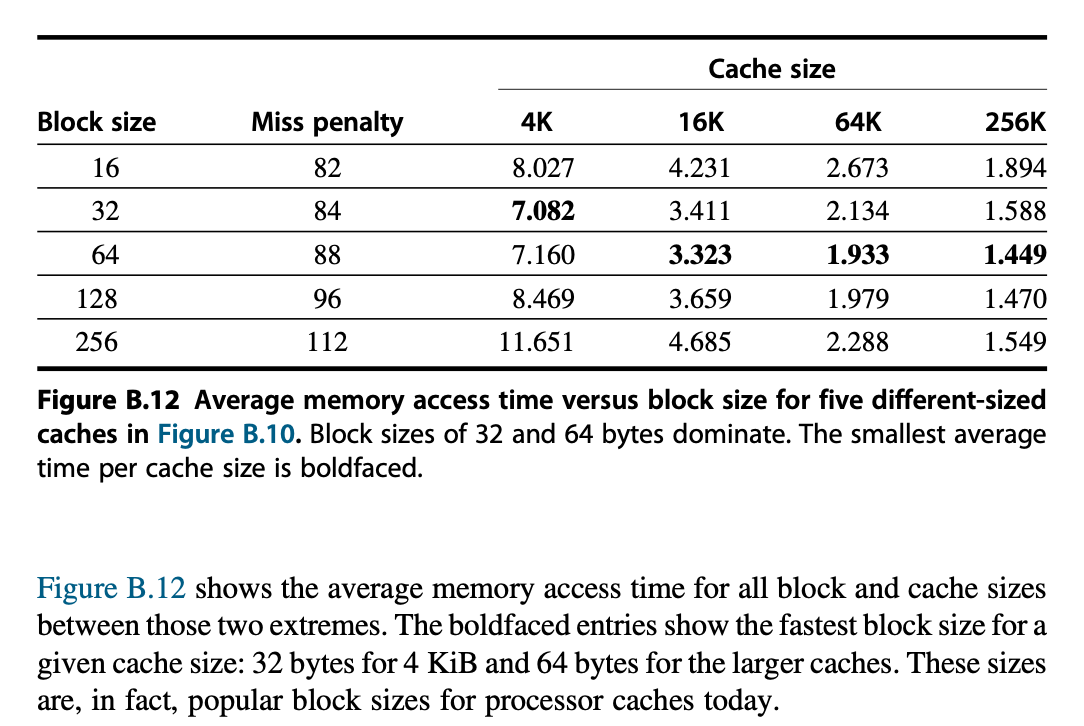 Cache size
Block size Miss penalty 4K 16K 64K 256K
16 82 8.027 4.231 2.673 1.894
32 84 7.082 3.411 2.134 1.588
64 88 7.160 3.323 1.933 1.449
128 96 8.469 3.659 1.979 1.470
256 112 11.651 4.685 2.288 1.549
Figure B.12 Average memory access time versus block size for five different-sized
caches in Figure B.10. Block sizes of 32 and 64 bytes dominate. The smallest average
time per cache size is boldfaced.
Figure B.12 shows the average memory access time for all block and cache sizes
between those two extremes. The boldfaced entries show the fastest block size for a
given cache size: 32 bytes for 4 KiB and 64 bytes for the larger caches. These sizes
are, in fact, popular block sizes for processor caches today.